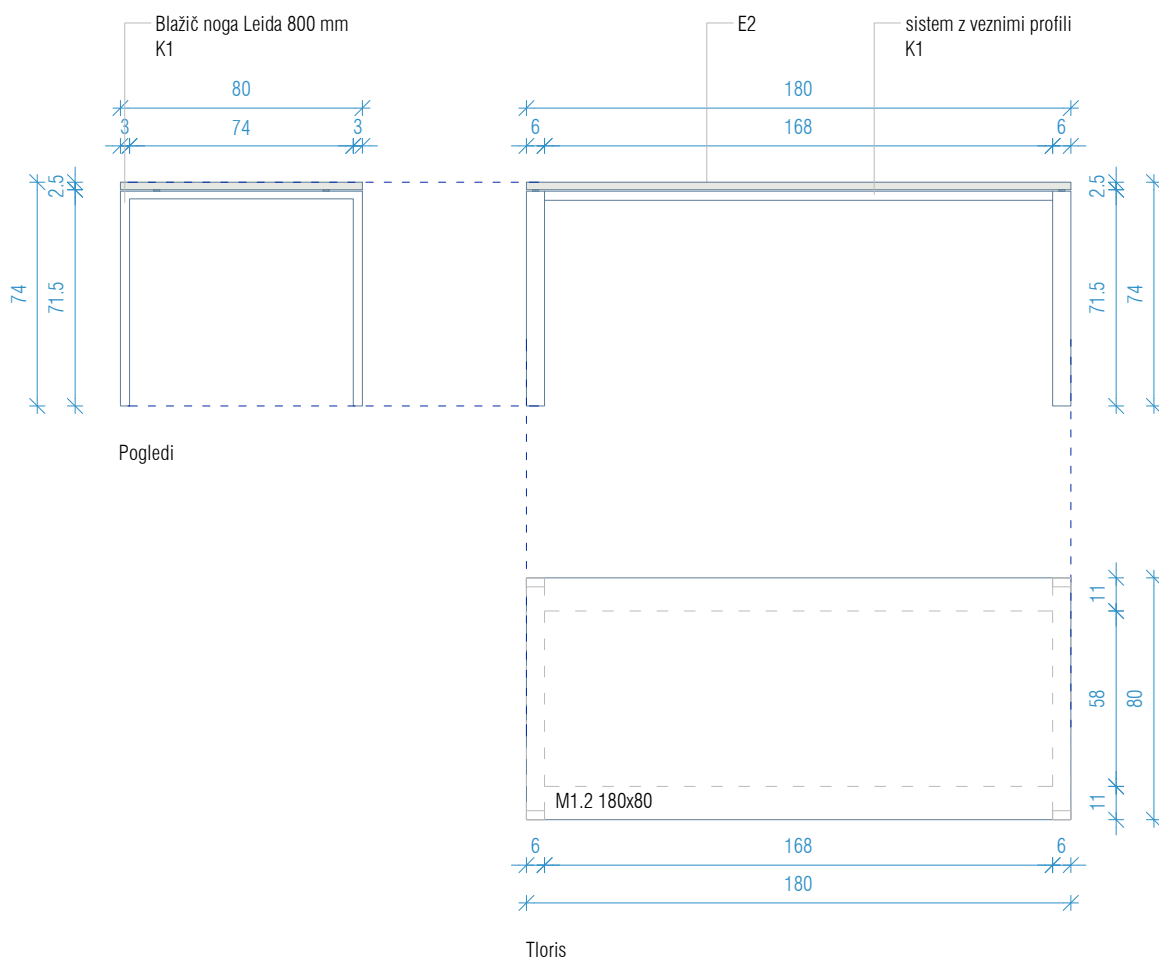 Blažič noga Leida 800 mm
K1
E2
sistem z veznimi profili
K1
80
180
3
74
3
6
168
6
2.5
74
71.5
2.5
71.5
74
Pogledi
11
58
80
11
M1.2 180x80
6
168
6
180
Tloris